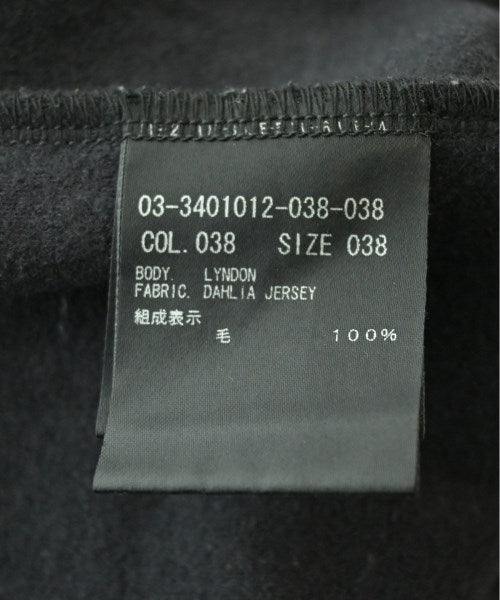 03-3401012-038-038
COL.038 SIZE 038
BODY. LYNDON
FABRIC. DAHLIA JERSEY
組成表示
毛 100%